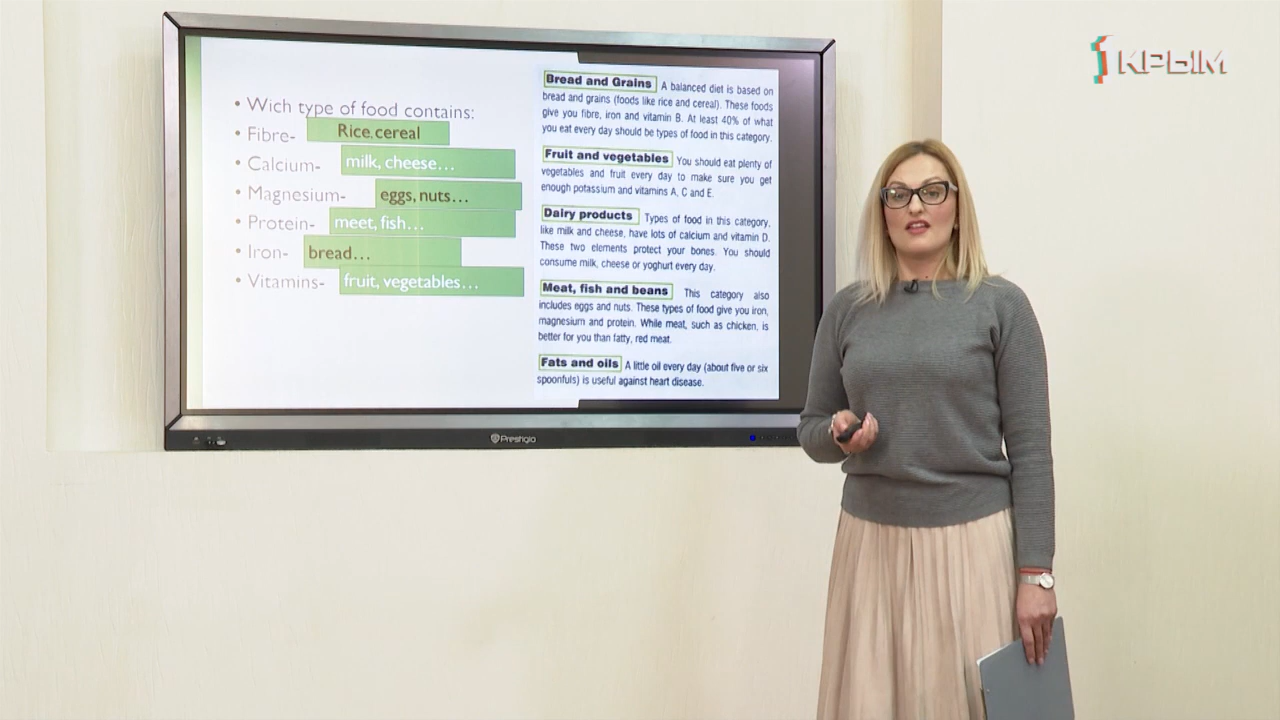 • Wich type of food contains:
• Fibre- Rice, cereal
• Calcium- milk, cheese…
• Magnesium- eggs, nuts…
• Protein- meet, fish…
• Iron- bread…
• Vitamins- fruit, vegetables…
Bread and Grains A balanced diet is based on
bread and grains (foods like rice and cereal). These foods
give you fibre, iron and vitamin B. At least 40% of what
you eat every day should be types of food in this category.
Fruit and vegetables You should eat plenty of
vegetables and fruit every day to make sure you get
enough potassium and vitamins A, C and E.
Dairy products Types of food in this category,
like milk and cheese, have lots of calcium and vitamin D.
These two elements protect your bones. You should
consume milk, cheese or yoghurt every day.
Meat, fish and beans This category also
includes eggs and nuts. These types of food give you iron,
magnesium and protein. White meat, such as chicken, is
better for you than fatty, red meat.
Fats and oils A little oil every day (about five or six
spoonfuls) is useful against heart disease.
Prestigio
1 КРЫМ